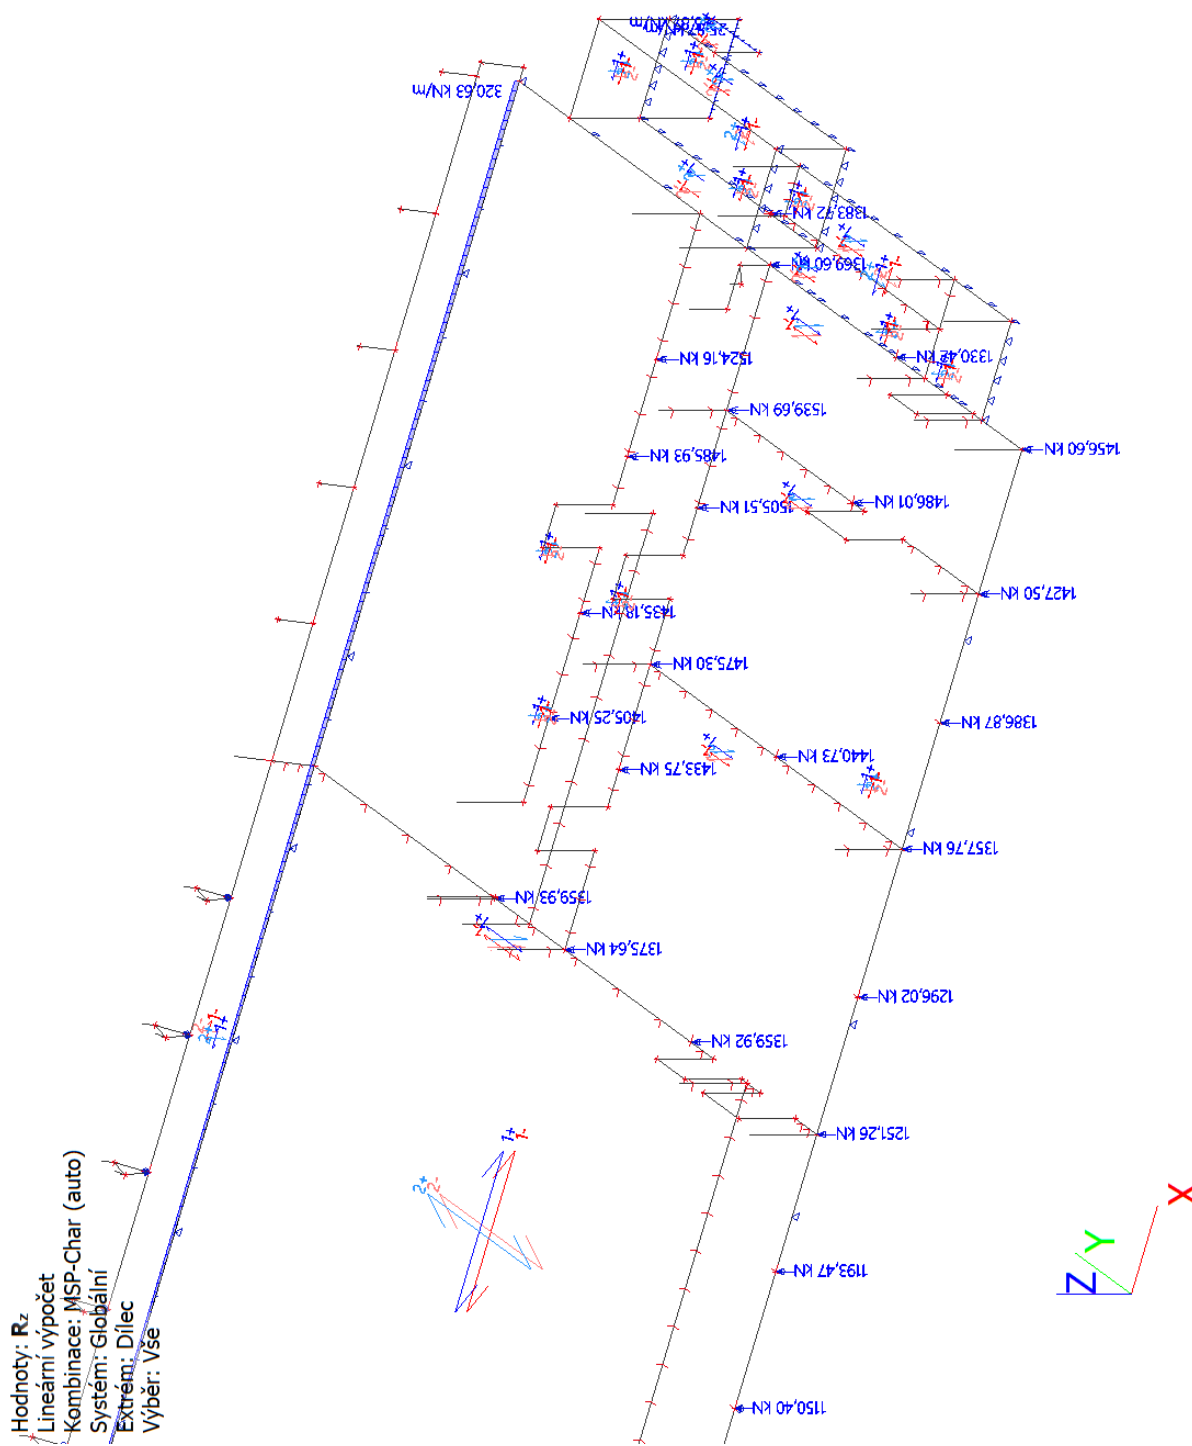 Hodnoty: Rz
Lineární výpočet
Kombinace: MSP-Char (auto)
Systém: Globální
Extrém: Dílec
Výběr: Vše
320,63 kN/m
1383,72 kN
1369,60 kN
1330,42 kN
1524,16 kN
1539,69 kN
1456,60 kN
1485,93 kN
1486,01 kN
1505,51 kN
1427,50 kN
1435,18 kN
1475,30 kN
1405,25 kN
1386,87 kN
1440,73 kN
1433,75 kN
1357,76 kN
1359,93 kN
1375,64 kN
1296,02 kN
1359,92 kN
1251,26 kN
1+
1-
2+
2-
1193,47 kN
1150,40 kN
Z
Y
X